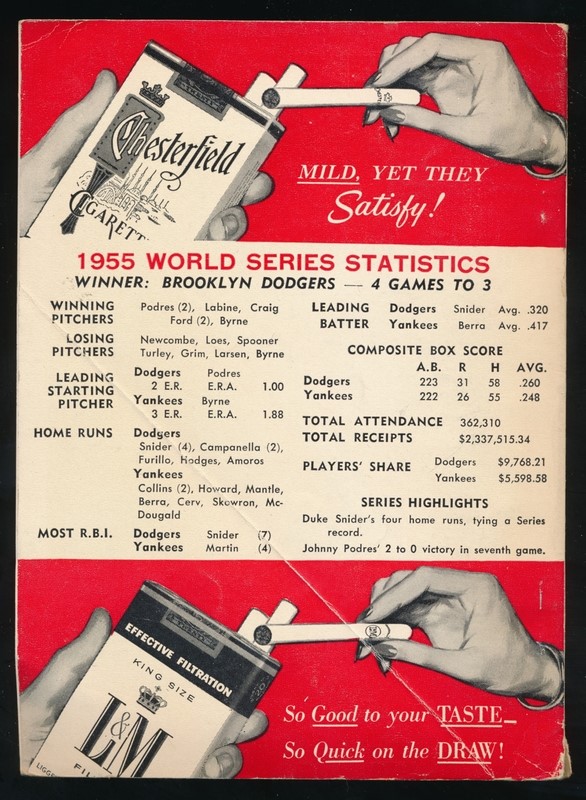 Chesterfield
CIGARETT
MILD, YET THEY
Satisfy!
1955 WORLD SERIES STATISTICS
WINNER: BROOKLYN DODGERS — 4 GAMES TO 3
WINNING PITCHERS Podres (2), Labine, Craig
Ford (2), Byrne
LOSING PITCHERS Newcombe, Loes, Spooner
Turley, Grim, Larsen, Byrne
LEADING STARTING PITCHER
Dodgers Podres
2 E.R. E.R.A. 1.00
Yankees Byrne
3 E.R. E.R.A. 1.88
HOME RUNS Dodgers
Snider (4), Campanella (2),
Furillo, Hodges, Amoros
Yankees
Collins (2), Howard, Mantle,
Berra, Cerv, Skowron, Mc-
Dougald
MOST R.B.I. Dodgers Snider (7)
Yankees Martin (4)
LEADING Dodgers Snider Avg. .320
BATTER Yankees Berra Avg. .417
COMPOSITE BOX SCORE
A.B. R H AVG.
Dodgers 223 31 58 .260
Yankees 222 26 55 .248
TOTAL ATTENDANCE 362,310
TOTAL RECEIPTS $2,337,515.34
PLAYERS' SHARE Dodgers $9,768.21
Yankees $5,598.58
SERIES HIGHLIGHTS
Duke Snider's four home runs, tying a Series
record.
Johnny Podres' 2 to 0 victory in seventh game.
EFFECTIVE FILTRATION
KING SIZE
L&M
FIL
LIGGE
So Good to your TASTE_
So Quick on the DRAW!